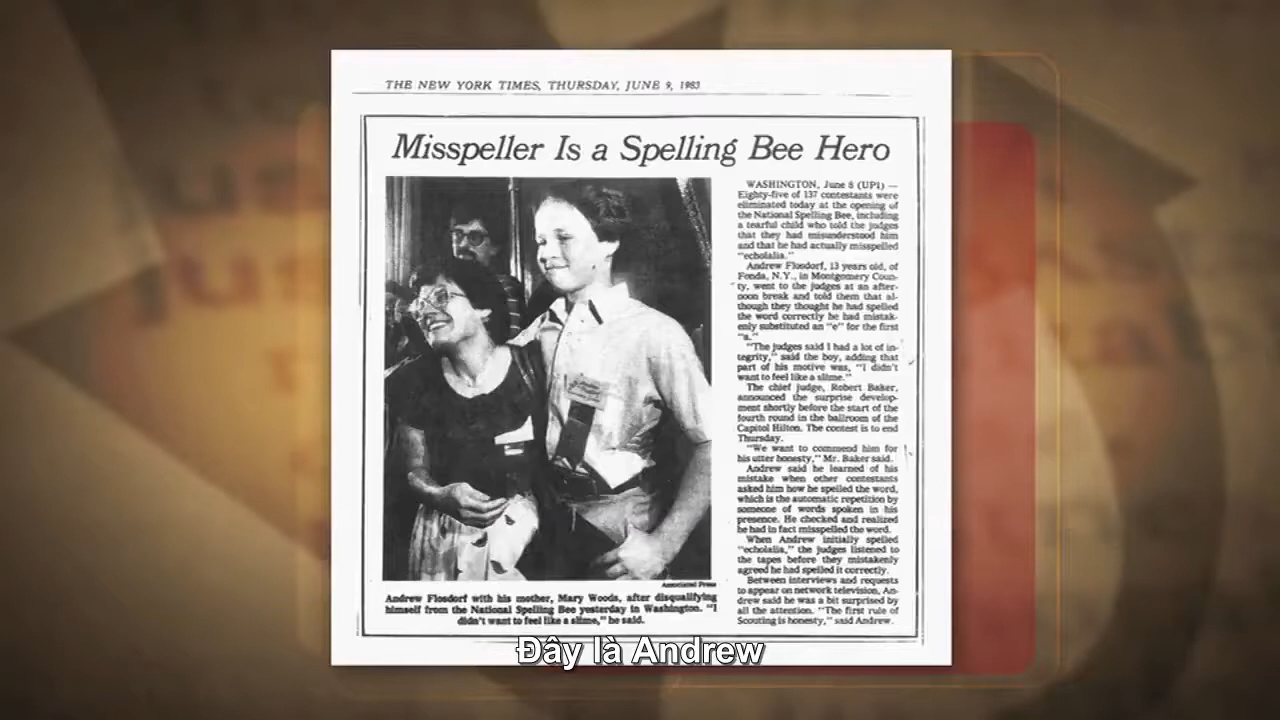 THE NEW YORK TIMES, THURSDAY, JUNE 9, 1983
Misspeller Is a Spelling Bee Hero
WASHINGTON, June 8 (UPI) —
Eighty-five of 137 contestants were
eliminated today at the opening of
the National Spelling Bee, including
a tearful child who told the judges
that they had misunderstood him
and that he had actually misspelled
"echolalia."
Andrew Flosdorf, 13 years old, of
Fonda, N.Y., in Montgomery Coun-
ty, went to the judges at an after-
noon break and told them that al-
though they thought he had spelled
the word correctly he had mistak-
enly substituted an "e" for the first
"a."
"The judges said I had a lot of in-
tegrity," said the boy, adding that
part of his motive was, "I didn't
want to feel like a slime."
The chief judge, Robert Baker,
announced the surprise develop-
ment shortly before the start of the
fourth round in the ballroom of the
Capitol Hilton. The contest is to end
Thursday.
"We want to commend him for
his utter honesty," Mr. Baker said.
Andrew said he learned of his
mistake when other contestants
asked him how he spelled the word,
which is the automatic repetition by
someone of words spoken in his
presence. He checked and realized
he had in fact misspelled the word.
When Andrew initially spelled
"echolalia," the judges listened to
the tapes before they mistakenly
agreed he had spelled it correctly.
Between interviews and requests
to appear on network television, An-
drew said he was a bit surprised by
all the attention. "The first rule of
Scouting is honesty," said Andrew.
Associated Press
Andrew Flosdorf with his mother, Mary Woods, after disqualifying
himself from the National Spelling Bee yesterday in Washington. "I
didn't want to feel like a slime," he said.
Đây là Andrew